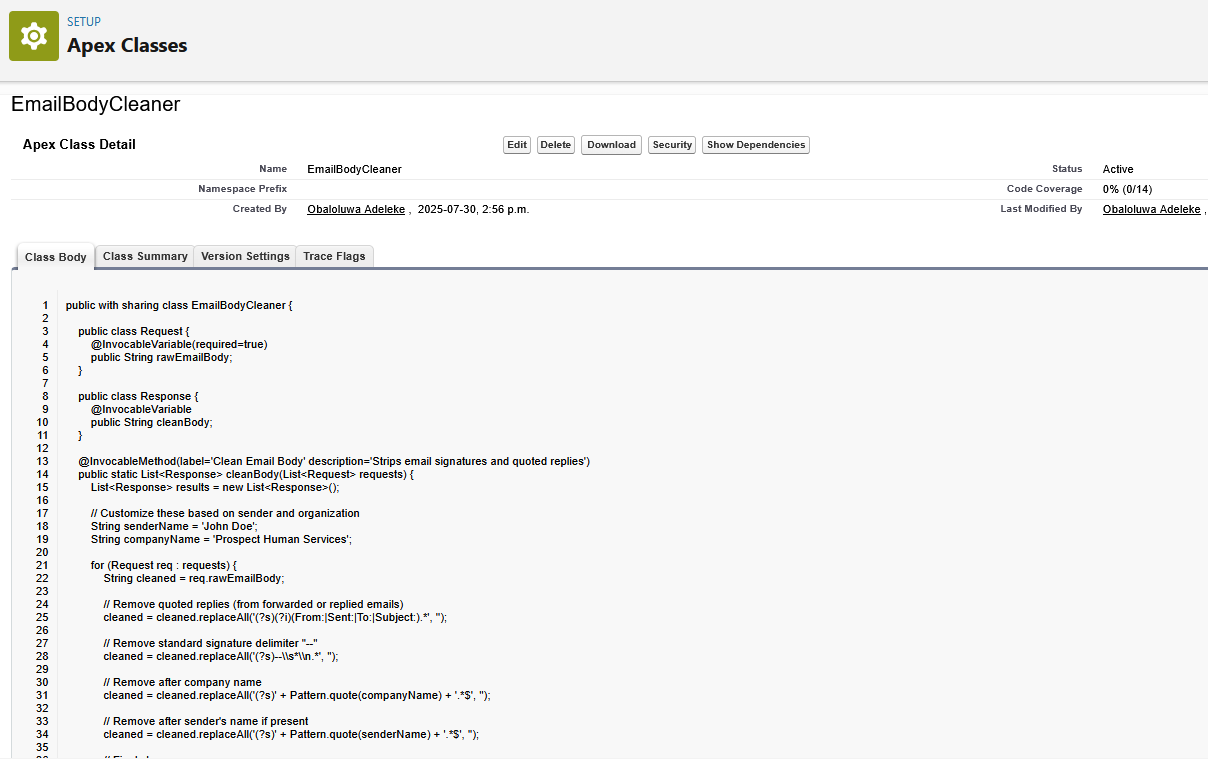 SETUP
Apex Classes
EmailBodyCleaner
Apex Class Detail
Edit Delete Download Security Show Dependencies
Name EmailBodyCleaner Status Active
Namespace Prefix Code Coverage 0% (0/14)
Created By Obaloluwa Adeleke , 2025-07-30, 2:56 p.m. Last Modified By Obaloluwa Adeleke ,
Class Body Class Summary Version Settings Trace Flags
1 public with sharing class EmailBodyCleaner {
2
3 public class Request {
4 @InvocableVariable(required=true)
5 public String rawEmailBody;
6 }
7
8 public class Response {
9 @InvocableVariable
10 public String cleanBody;
11 }
12
13 @InvocableMethod(label='Clean Email Body' description='Strips email signatures and quoted replies')
14 public static List<Response> cleanBody(List<Request> requests) {
15 List<Response> results = new List<Response>();
16
17 // Customize these based on sender and organization
18 String senderName = 'John Doe';
19 String companyName = 'Prospect Human Services';
20
21 for (Request req : requests) {
22 String cleaned = req.rawEmailBody;
23
24 // Remove quoted replies (from forwarded or replied emails)
25 cleaned = cleaned.replaceAll('(?s)(?i)(From:|Sent:|To:|Subject:).*', '');
26
27 // Remove standard signature delimiter "--"
28 cleaned = cleaned.replaceAll('(?s)--\\s*\\n.*', '');
29
30 // Remove after company name
31 cleaned = cleaned.replaceAll('(?s)' + Pattern.quote(companyName) + '.*$', '');
32
33 // Remove after sender's name if present
34 cleaned = cleaned.replaceAll('(?s)' + Pattern.quote(senderName) + '.*$', '');
35